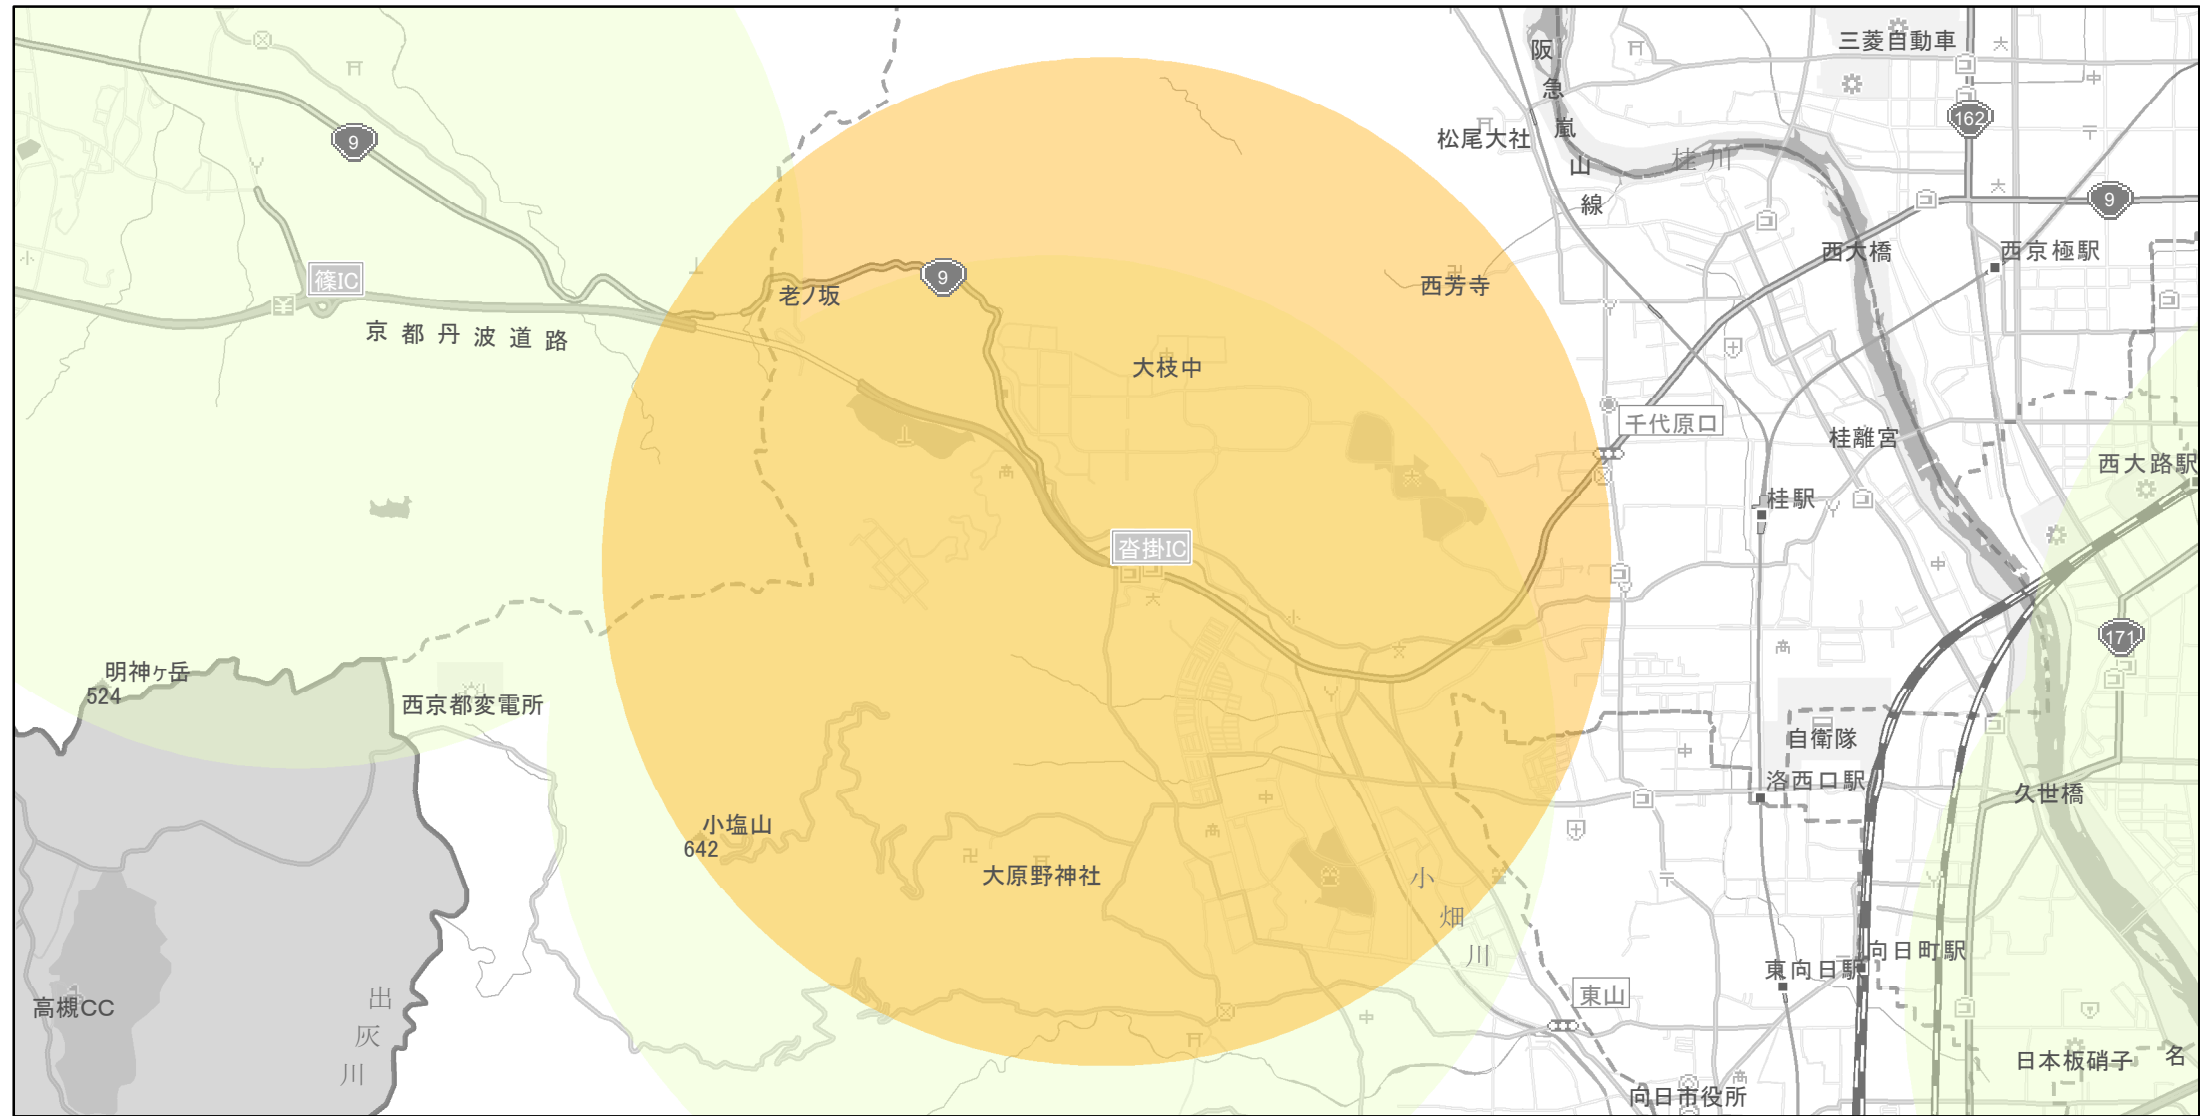 三菱自動車
阪急嵐山線
162
松尾大社
9
桂川
9
西大橋
西京極駅
篠IC
9
老ノ坂
西芳寺
京都丹波道路
大枝中
千代原口
桂離宮
西大路駅
桂駅
沓掛IC
171
明神ヶ岳
524
西京都変電所
自衛隊
洛西口駅
久世橋
小塩山
642
大原野神社
小畑川
向日町駅
東向日駅
東山
高槻CC
出灰川
日本板硝子
名
向日市役所